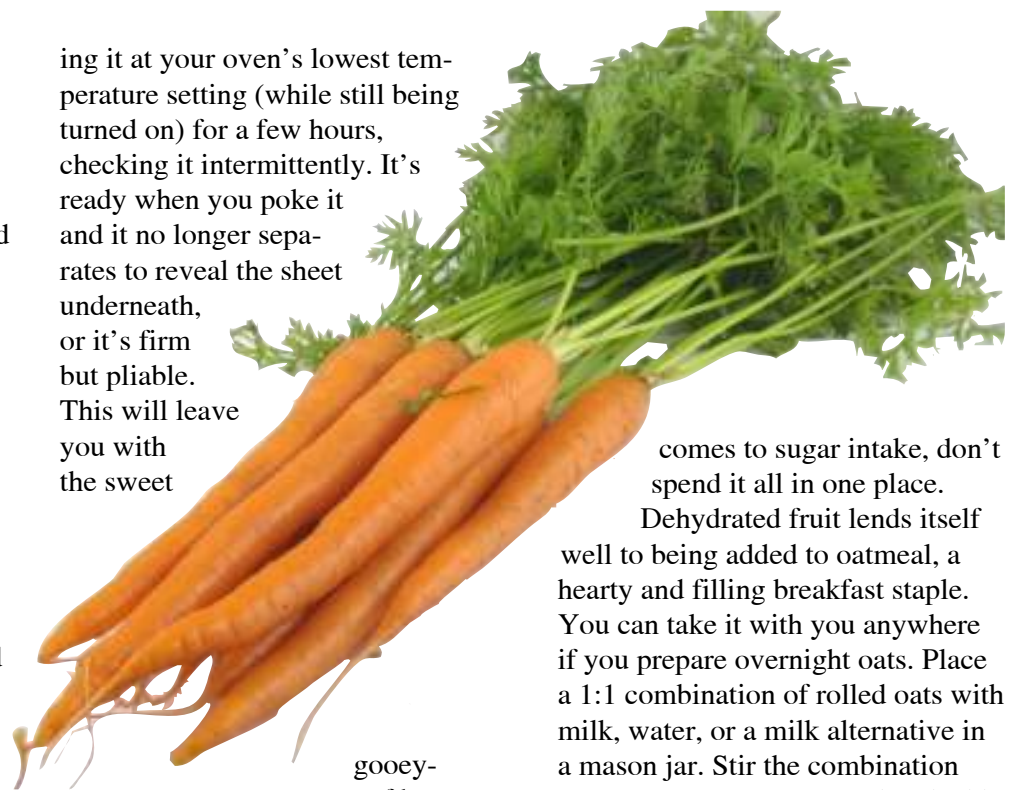 ing it at your oven’s lowest tem-
perature setting (while still being
turned on) for a few hours,
checking it intermittently. It’s
ready when you poke it
and it no longer sepa-
rates to reveal the sheet
underneath,
or it’s firm
but pliable.
This will leave
you with
the sweet
gooey-
comes to sugar intake, don’t
spend it all in one place.
Dehydrated fruit lends itself
well to being added to oatmeal, a
hearty and filling breakfast staple.
You can take it with you anywhere
if you prepare overnight oats. Place
a 1:1 combination of rolled oats with
milk, water, or a milk alternative in
a mason jar. Stir the combination